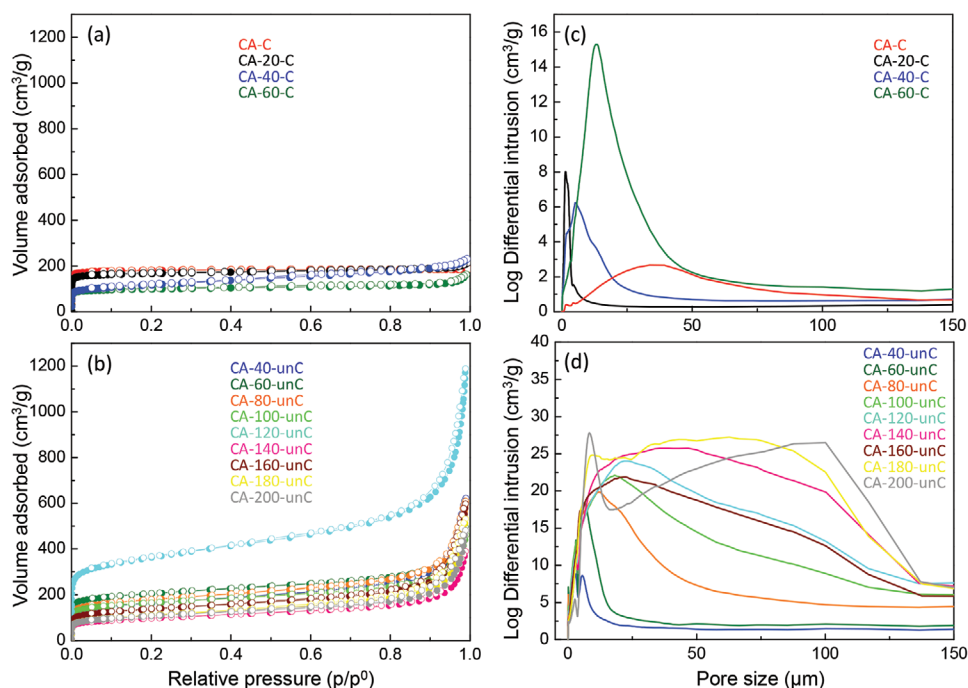 (a)
CA-C
CA-20-C
CA-40-C
CA-60-C
Volume adsorbed (cm³/g)
1200
1000
800
600
400
200
0
0.0 0.2 0.4 0.6 0.8 1.0
(c)
CA-C
CA-20-C
CA-40-C
CA-60-C
Log Differential intrusion (cm³/g)
16
14
12
10
8
6
4
2
0
0 50 100 150
(b)
CA-40-unC
CA-60-unC
CA-80-unC
CA-100-unC
CA-120-unC
CA-140-unC
CA-160-unC
CA-180-unC
CA-200-unC
Volume adsorbed (cm³/g)
1200
1000
800
600
400
200
0
0.0 0.2 0.4 0.6 0.8 1.0
Relative pressure (p/p⁰)
(d)
CA-40-unC
CA-60-unC
CA-80-unC
CA-100-unC
CA-120-unC
CA-140-unC
CA-160-unC
CA-180-unC
CA-200-unC
Log Differential intrusion (cm³/g)
40
35
30
25
20
15
10
5
0
0 50 100 150
Pore size (µm)